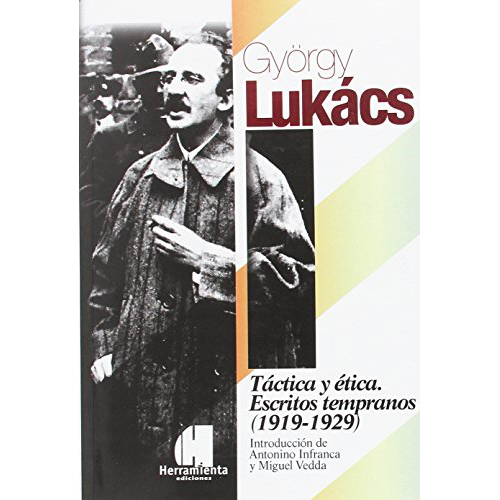 György
Lukács
Táctica y ética.
Escritos tempranos
(1919-1929)
Introducción de
Antonino Infranca
y Miguel Vedda
Herramienta
ediciones